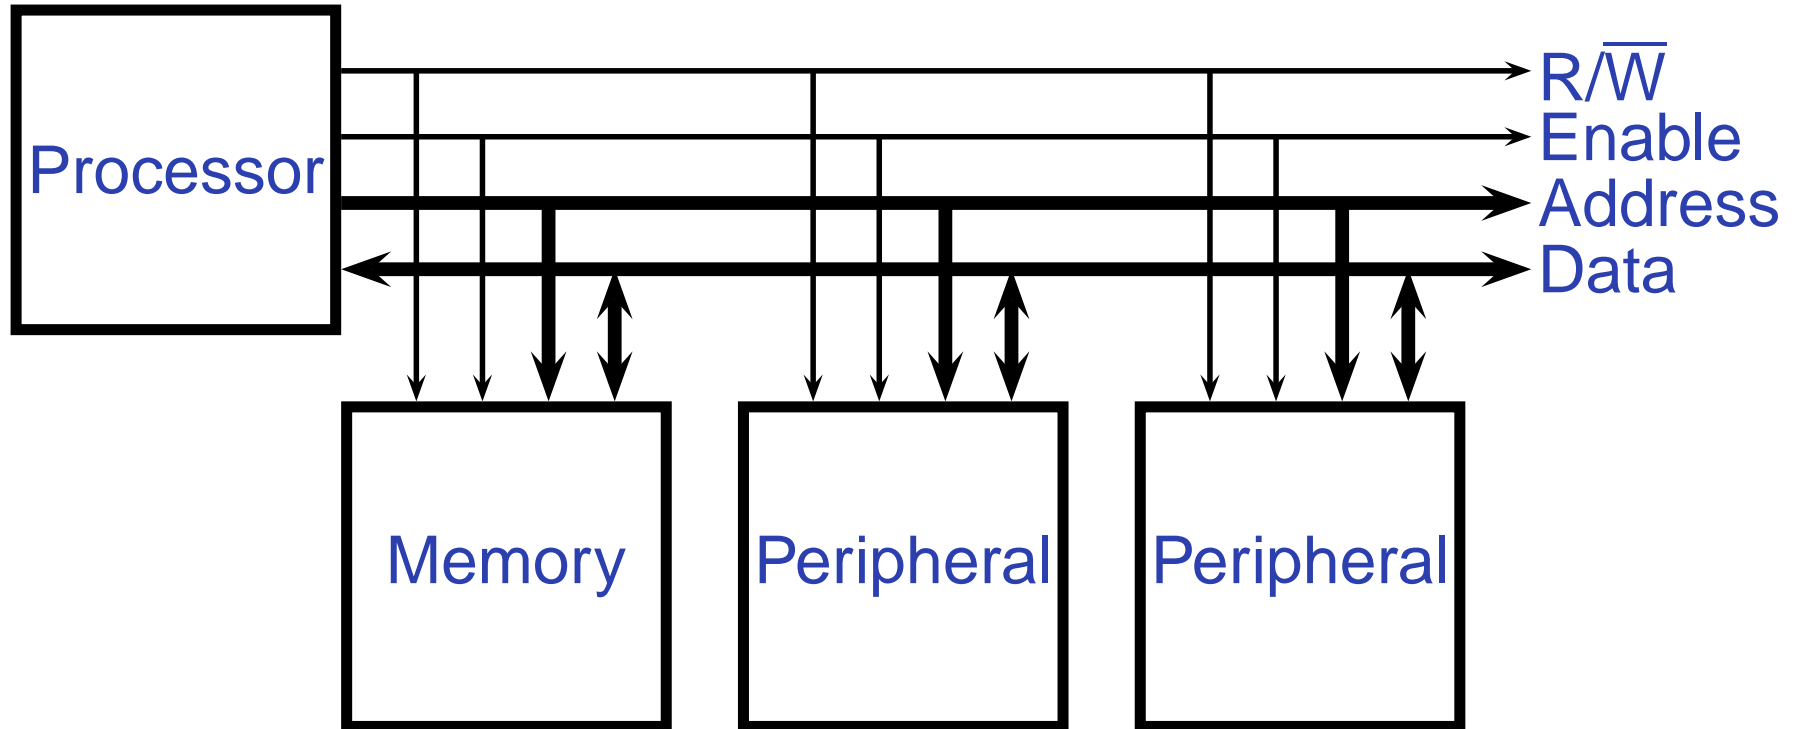 R/W̅
Enable
Processor
Address
Data
Memory
Peripheral
Peripheral